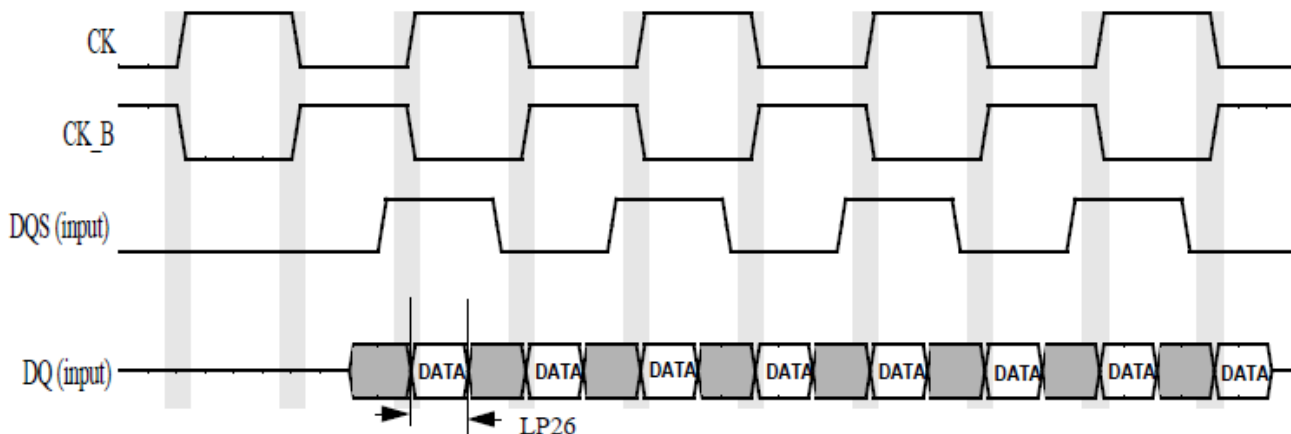 CK
CK_B
DQS (input)
DQ (input) DATA DATA DATA DATA DATA DATA DATA DATA
LP26